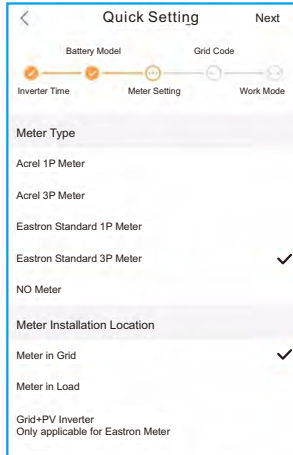 Quick Setting
Next
Battery Model
Grid Code
Inverter Time
Meter Setting
Work Mode
Meter Type
Acrel 1P Meter
Acrel 3P Meter
Eastron Standard 1P Meter
Eastron Standard 3P Meter
NO Meter
Meter Installation Location
Meter in Grid
Meter in Load
Grid+PV Inverter
Only applicable for Eastron Meter